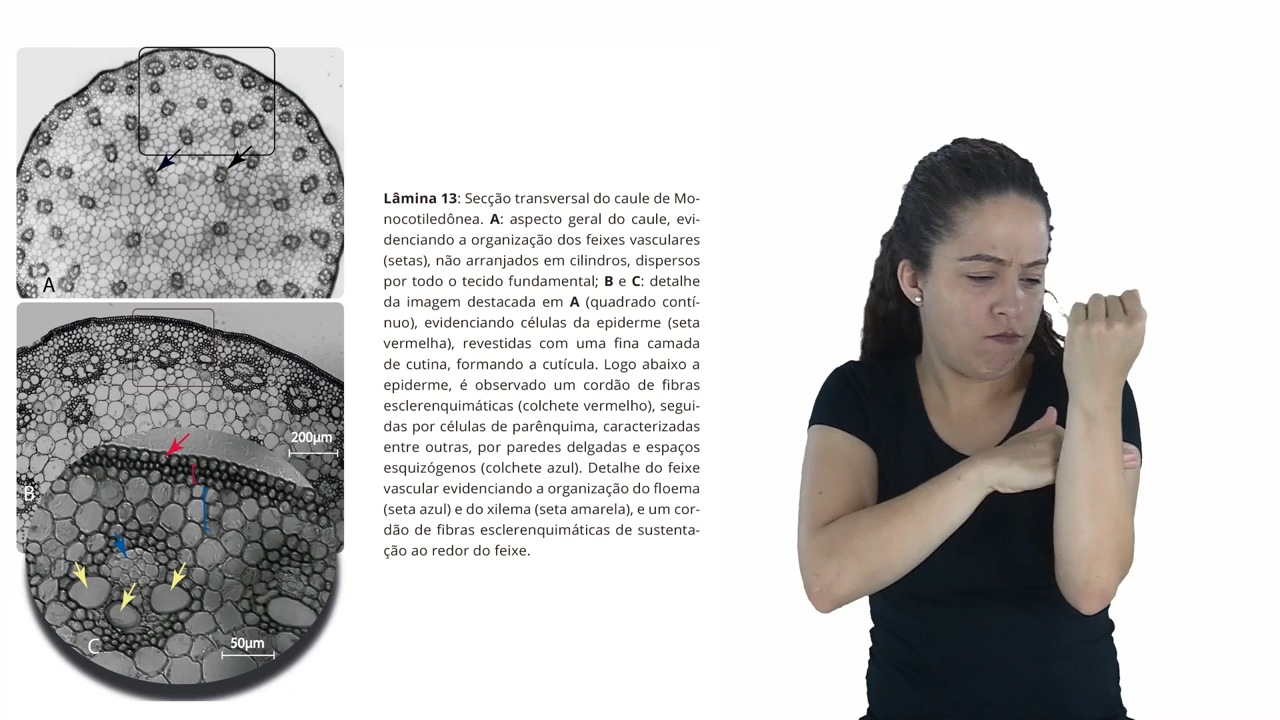 A
B
200µm
C
50µm
Lâmina 13: Secção transversal do caule de Mo-
nocotiledônea. A: aspecto geral do caule, evi-
denciando a organização dos feixes vasculares
(setas), não arranjados em cilindros, dispersos
por todo o tecido fundamental; B e C: detalhe
da imagem destacada em A (quadrado contí-
nuo), evidenciando células da epiderme (seta
vermelha), revestidas com uma fina camada
de cutina, formando a cutícula. Logo abaixo a
epiderme, é observado um cordão de fibras
esclerenquimáticas (colchete vermelho), segui-
das por células de parênquima, caracterizadas
entre outras, por paredes delgadas e espaços
esquizógenos (colchete azul). Detalhe do feixe
vascular evidenciando a organização do floema
(seta azul) e do xilema (seta amarela), e um cor-
dão de fibras esclerenquimáticas de sustenta-
ção ao redor do feixe.